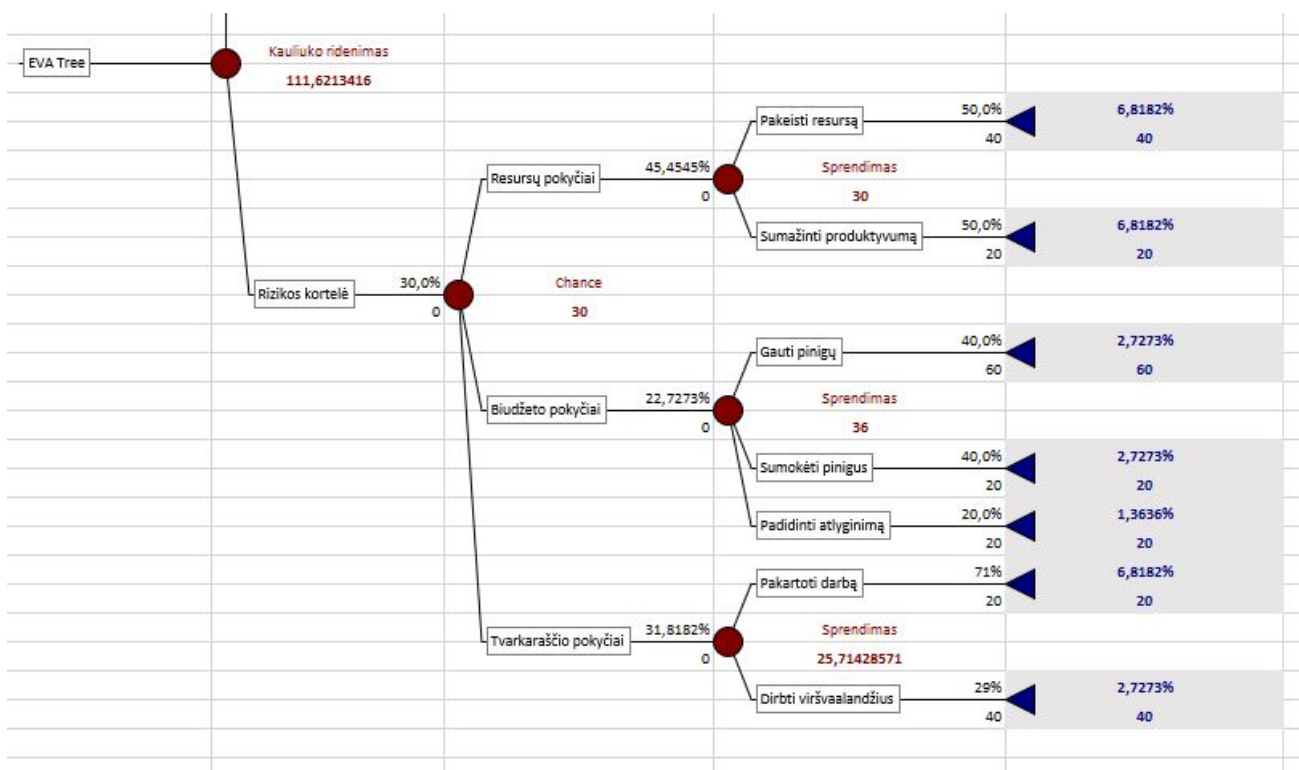 Kauliuko ridenimas
EVA Tree
111,6213416
50,0% 6,8182%
Pakeisti resursą
40 40
45,4545% Sprendimas
Resursų pokyčiai
0 30
50,0% 6,8182%
Sumažinti produktyvumą
20 20
30,0% Chance
Rizikos kortelė
0 30
40,0% 2,7273%
Gauti pinigų
60 60
22,7273% Sprendimas
Biudžeto pokyčiai
0 36
40,0% 2,7273%
Sumokėti pinigus
20 20
20,0% 1,3636%
Padidinti atlyginimą
20 20
71% 6,8182%
Pakartoti darbą
20 20
31,8182% Sprendimas
Tvarkaraščio pokyčiai
0 25,71428571
29% 2,7273%
Dirbti viršvaalandžius
40 40